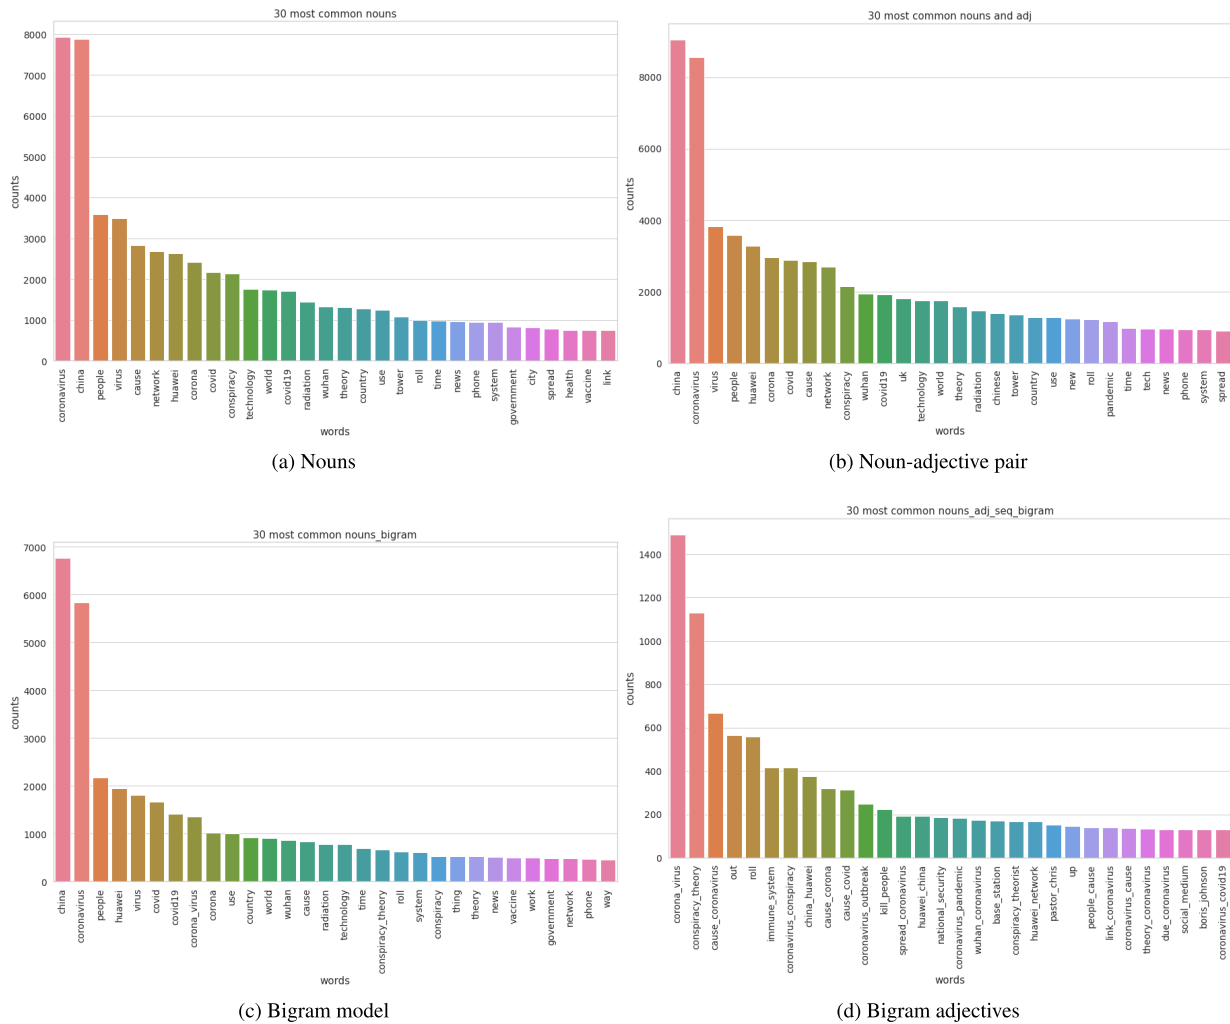 30 most common nouns
counts
8000
7000
6000
5000
4000
3000
2000
1000
0
coronavirus china people virus cause network huawei corona covid conspiracy technology world covid19 radiation wuhan theory country use tower roll time news phone system government city spread health vaccine link
words
(a) Nouns
30 most common nouns and adj
counts
8000
6000
4000
2000
0
china coronavirus virus people huawei corona covid cause network conspiracy wuhan covid19 uk technology world theory radiation chinese tower country use new roll pandemic time tech news phone system spread
words
(b) Noun-adjective pair
30 most common nouns_bigram
counts
7000
6000
5000
4000
3000
2000
1000
0
china coronavirus people huawei virus covid covid19 corona_virus corona use country world wuhan cause radiation technology time conspiracy_theory roll system conspiracy thing theory news vaccine work government network phone way
words
(c) Bigram model
30 most common nouns_adj_seq_bigram
counts
1400
1200
1000
800
600
400
200
0
corona_virus conspiracy_theory cause_coronavirus out roll immune_system coronavirus_conspiracy china_huawei cause_corona cause_covid coronavirus_outbreak kill_people spread_coronavirus huawei_china national_security coronavirus_pandemic wuhan_coronavirus base_station conspiracy_theorist huawei_network pastor_chris up people_cause link_coronavirus coronavirus_cause theory_coronavirus due_coronavirus social_medium boris_johnson coronavirus_covid19
words
(d) Bigram adjectives